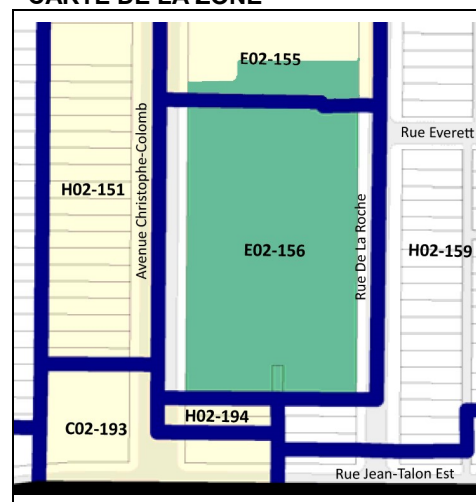 CARTE DE LA ZONE
E02-155
Avenue Christophe-Colomb
Rue Everett
H02-151
Rue De La Roche
E02-156
H02-159
H02-194
C02-193
Rue Jean-Talon Est